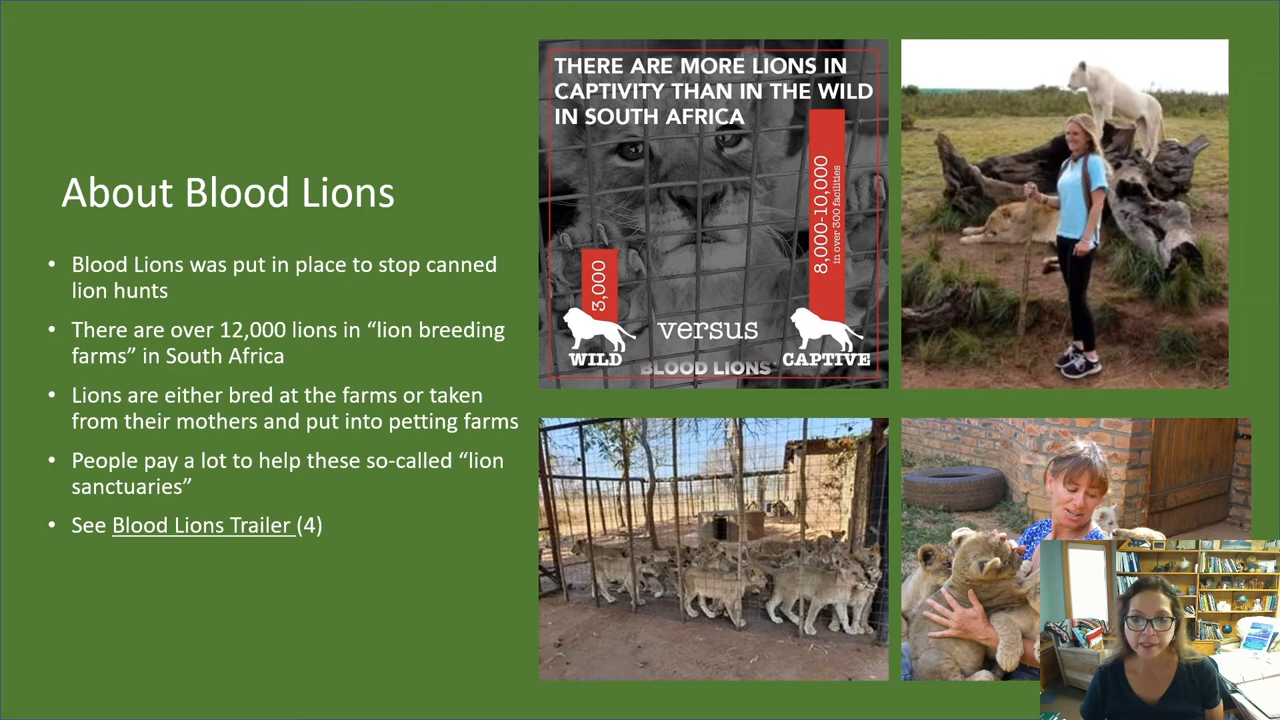 About Blood Lions
• Blood Lions was put in place to stop canned
lion hunts
• There are over 12,000 lions in “lion breeding
farms” in South Africa
• Lions are either bred at the farms or taken
from their mothers and put into petting farms
• People pay a lot to help these so-called “lion
sanctuaries”
• See Blood Lions Trailer (4)
THERE ARE MORE LIONS IN
CAPTIVITY THAN IN THE WILD
IN SOUTH AFRICA
3,000
8,000-10,000
in over 300 facilities
versus
WILD
CAPTIVE
BLOOD LIONS